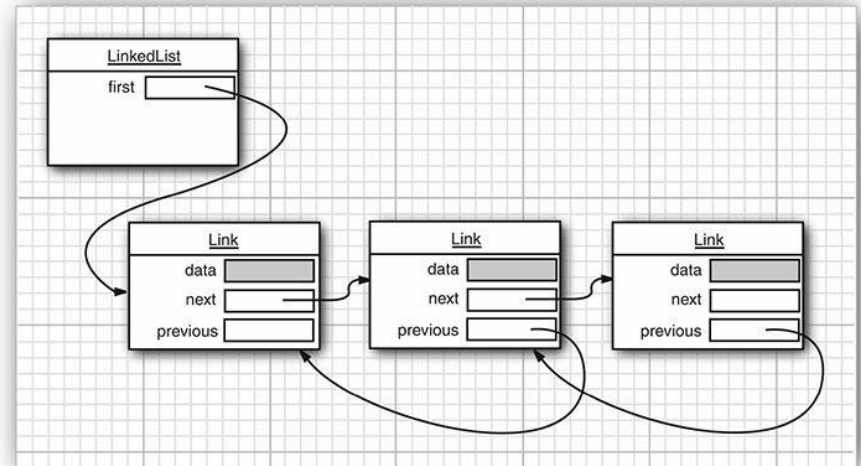 LinkedList
first
Link
data
next
previous
Link
data
next
previous
Link
data
next
previous